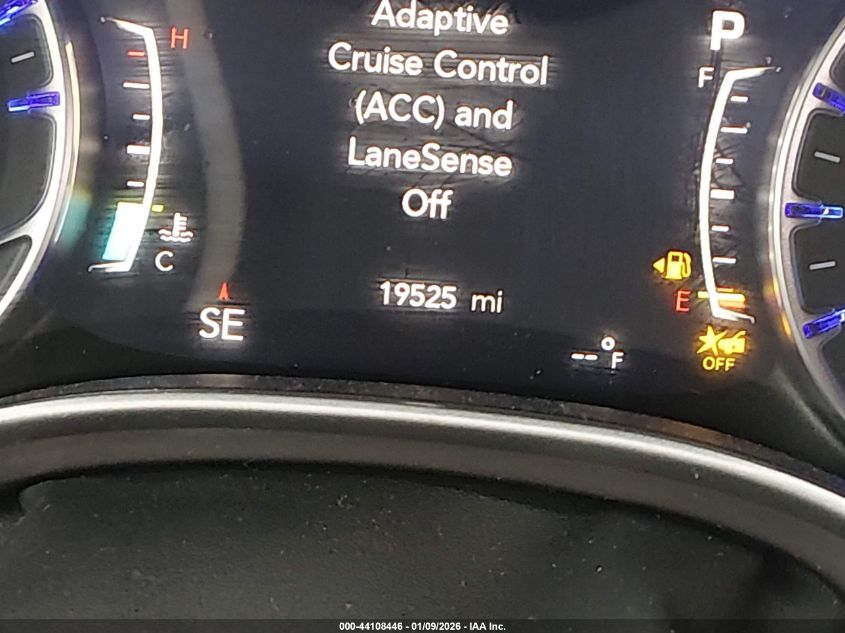 Adaptive
Cruise Control
(ACC) and
LaneSense
Off
P
H
F
C
E
19525 mi
SE
--°F
OFF
000-44108446 - 01/09/2026 - IAA Inc.